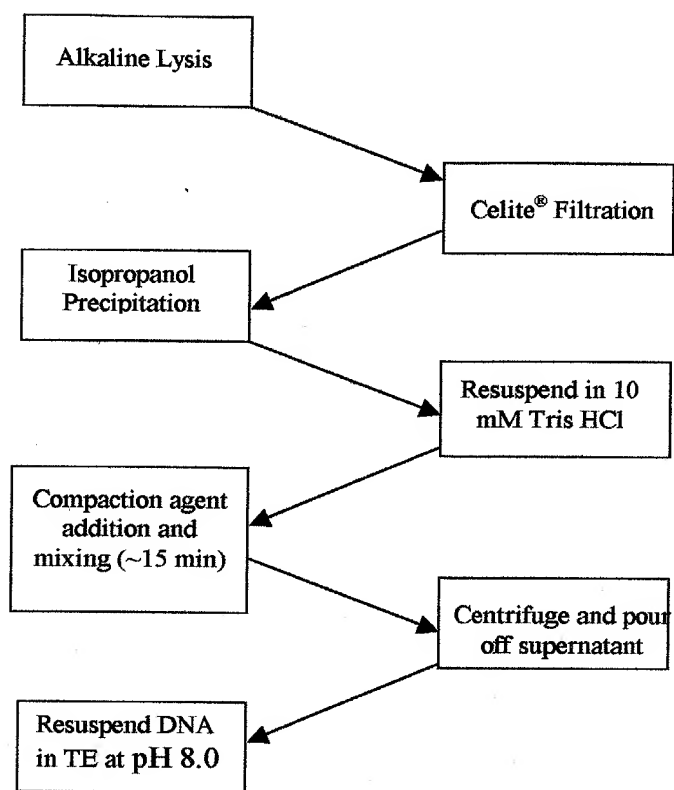 Alkaline Lysis
Celite® Filtration
Isopropanol
Precipitation
Resuspend in 10
mM Tris HCl
Compaction agent
addition and
mixing (~15 min)
Centrifuge and pour
off supernatant
Resuspend DNA
in TE at pH 8.0